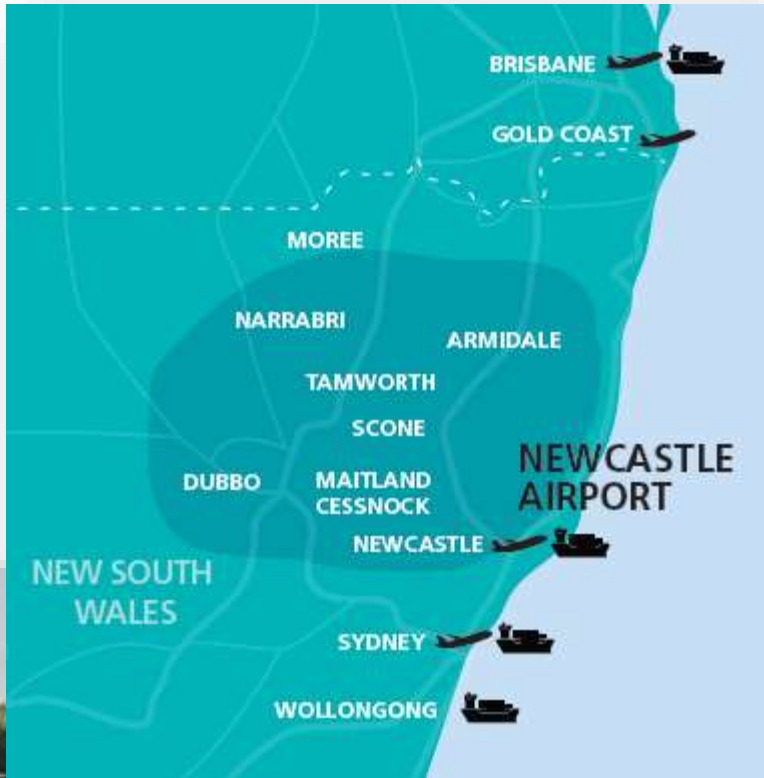 BRISBANE
GOLD COAST
MOREE
NARRABRI
ARMIDALE
TAMWORTH
SCONE
NEWCASTLE
AIRPORT
DUBBO
MAITLAND
CESSNOCK
NEWCASTLE
NEW SOUTH
WALES
SYDNEY
WOLLONGONG